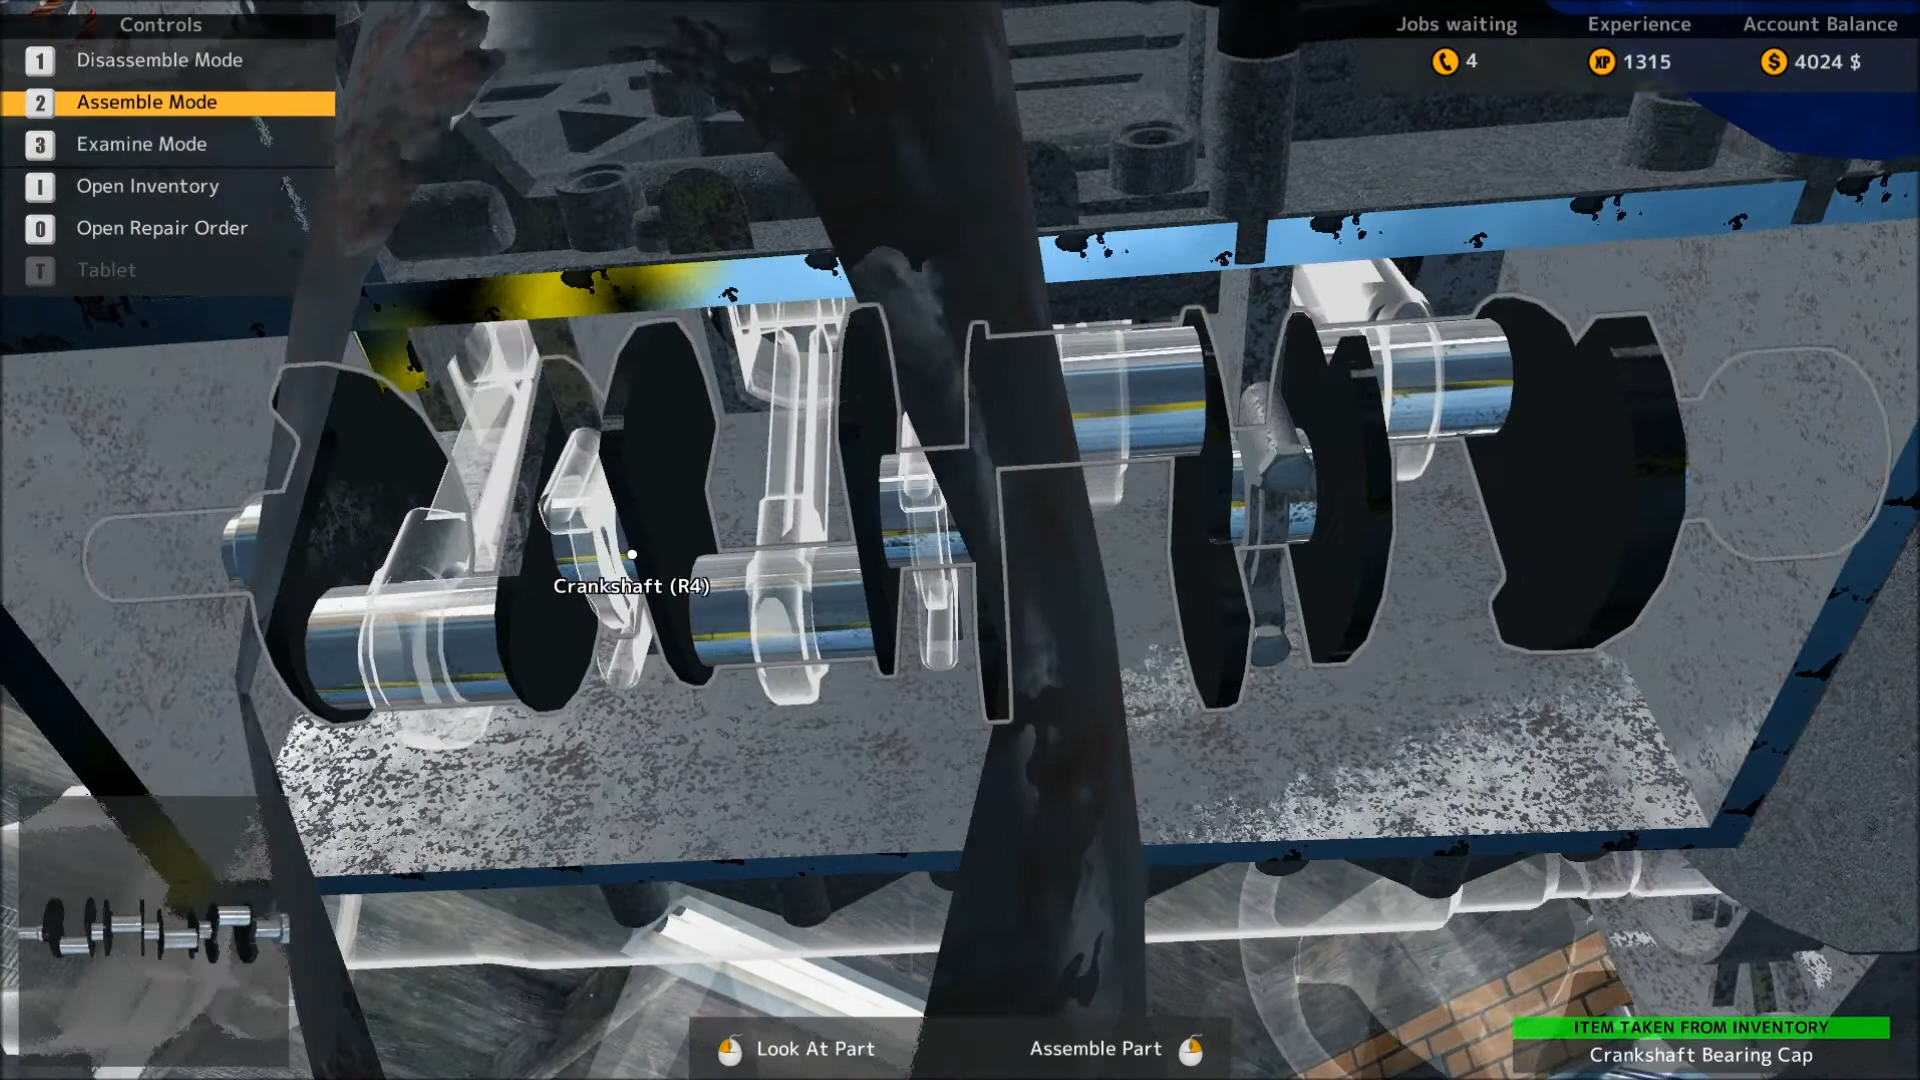 Controls
1 Disassemble Mode
2 Assemble Mode
3 Examine Mode
I Open Inventory
O Open Repair Order
T Tablet
Jobs waiting
4
Experience
XP 1315
Account Balance
$ 4024 $
Crankshaft (R4)
Look At Part
Assemble Part
ITEM TAKEN FROM INVENTORY
Crankshaft Bearing Cap